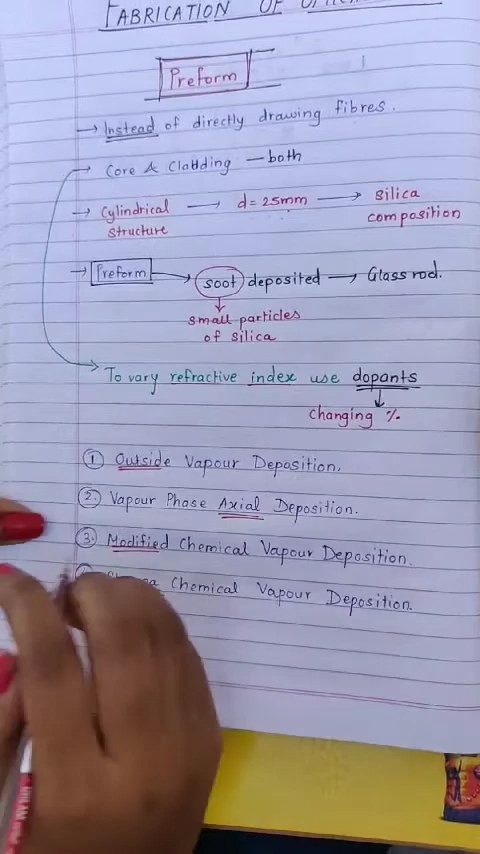 FABRICATION OF
Preform
→ Instead of directly drawing fibres.
→ Core & Cladding — both
→ Cylindrical structure → d = 25mm → silica composition
→ Preform → soot deposited → Glass rod.
↓
small particles
of silica
→ To vary refractive index use dopants
↓
changing %
① Outside Vapour Deposition.
② Vapour Phase Axial Deposition.
③ Modified Chemical Vapour Deposition.
Chemical Vapour Deposition.